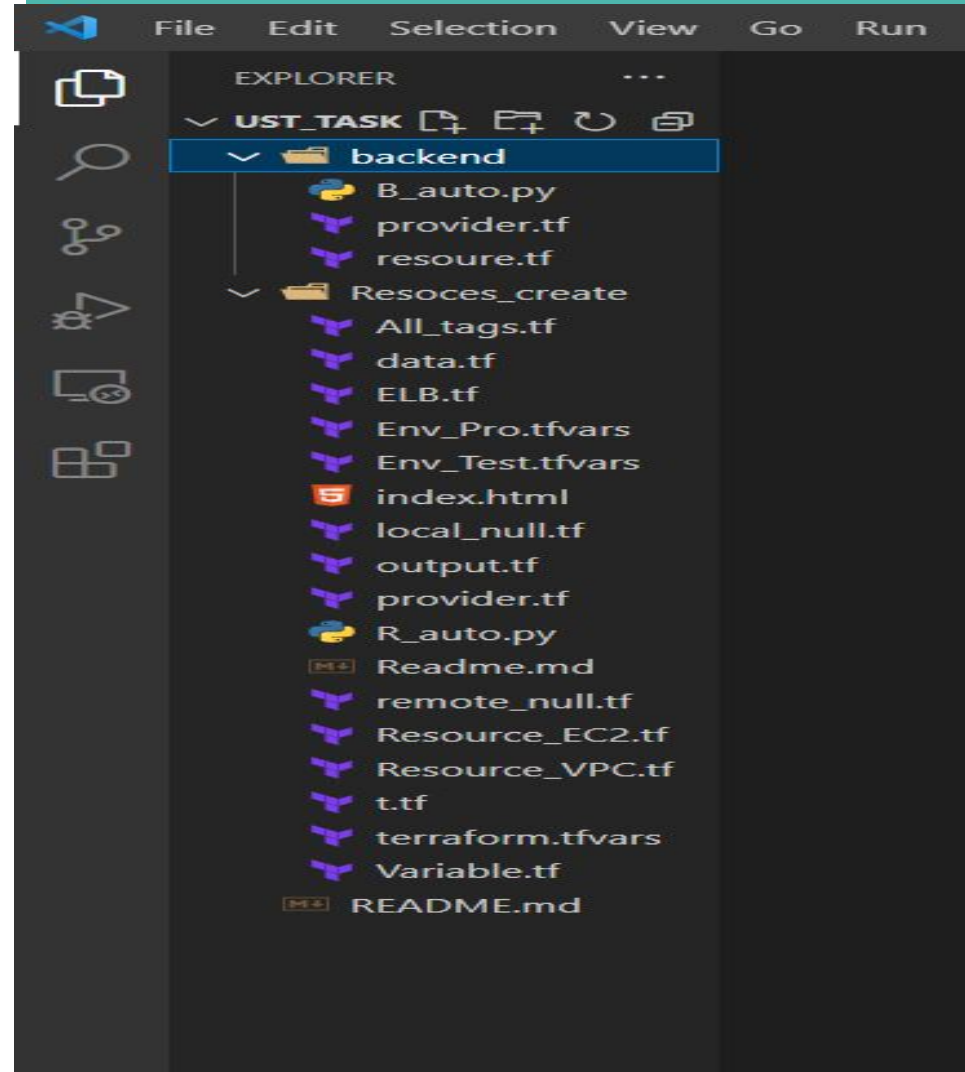 File Edit Selection View Go Run
EXPLORER ...
UST_TASK
backend
B_auto.py
provider.tf
resoure.tf
Resoces_create
All_tags.tf
data.tf
ELB.tf
Env_Pro.tfvars
Env_Test.tfvars
index.html
local_null.tf
output.tf
provider.tf
R_auto.py
Readme.md
remote_null.tf
Resource_EC2.tf
Resource_VPC.tf
t.tf
terraform.tfvars
Variable.tf
README.md